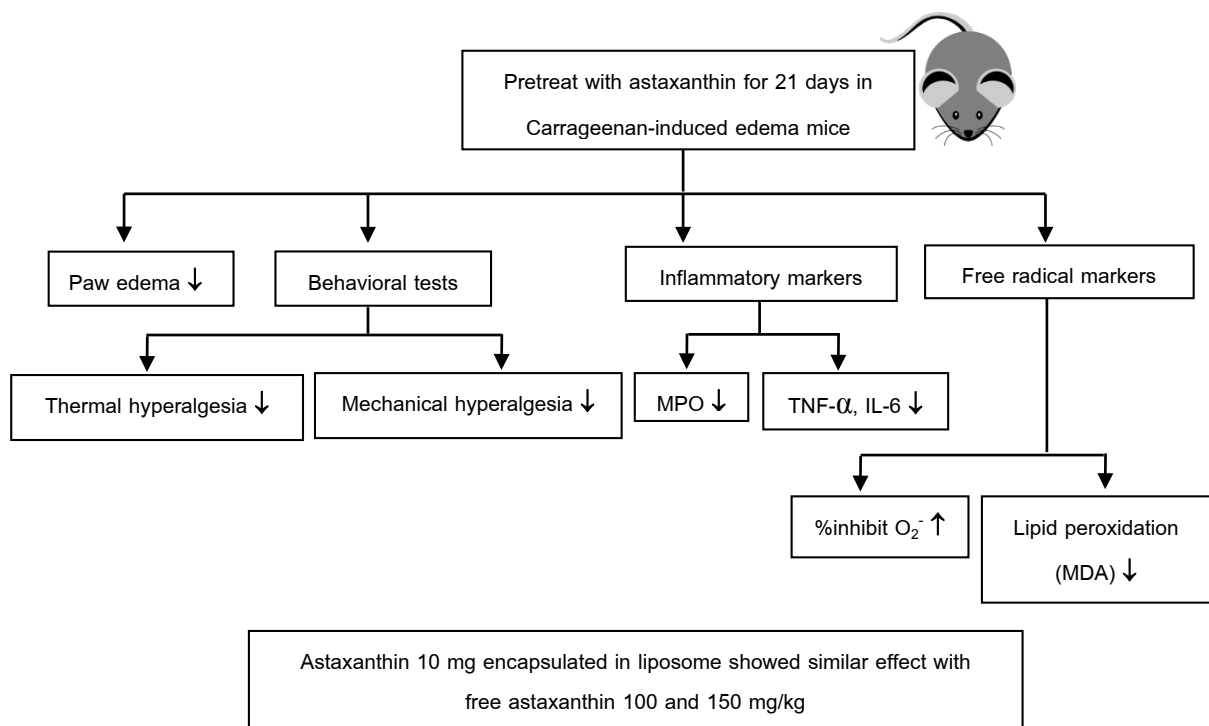 Pretreat with astaxanthin for 21 days in
Carrageenan-induced edema mice
Paw edema ↓
Behavioral tests
Inflammatory markers
Free radical markers
Thermal hyperalgesia ↓
Mechanical hyperalgesia ↓
MPO ↓
TNF-α, IL-6 ↓
%inhibit O₂⁻ ↑
Lipid peroxidation
(MDA) ↓
Astaxanthin 10 mg encapsulated in liposome showed similar effect with
free astaxanthin 100 and 150 mg/kg